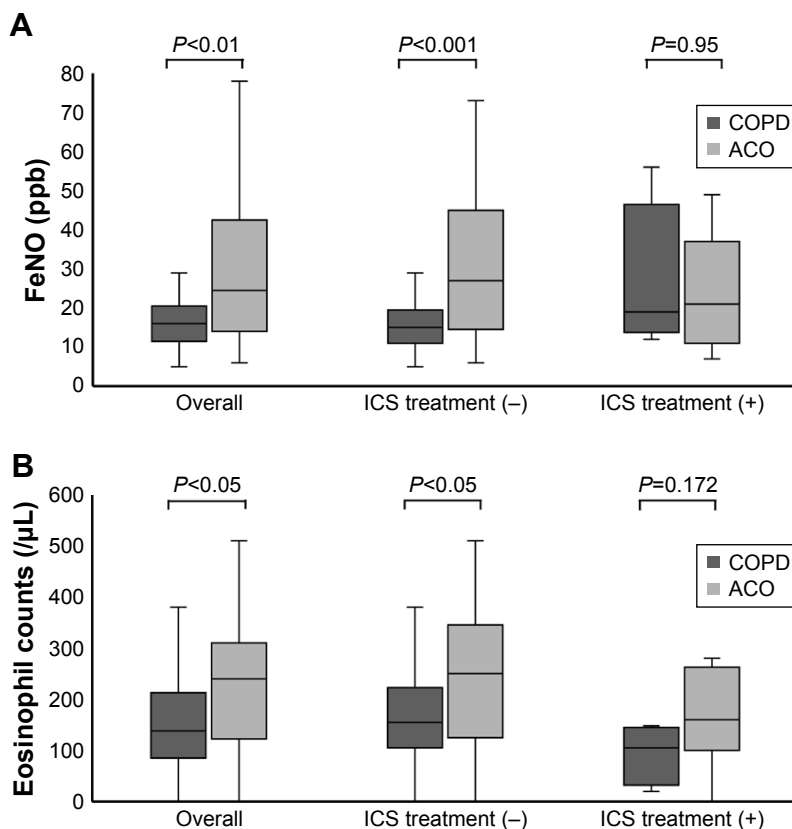 A
P<0.01 P<0.001 P=0.95
80
70
60
50
40
30
20
10
0
FeNO (ppb)
COPD
ACO
Overall ICS treatment (–) ICS treatment (+)
B
P<0.05 P<0.05 P=0.172
600
500
400
300
200
100
0
Eosinophil counts (/μL)
COPD
ACO
Overall ICS treatment (–) ICS treatment (+)